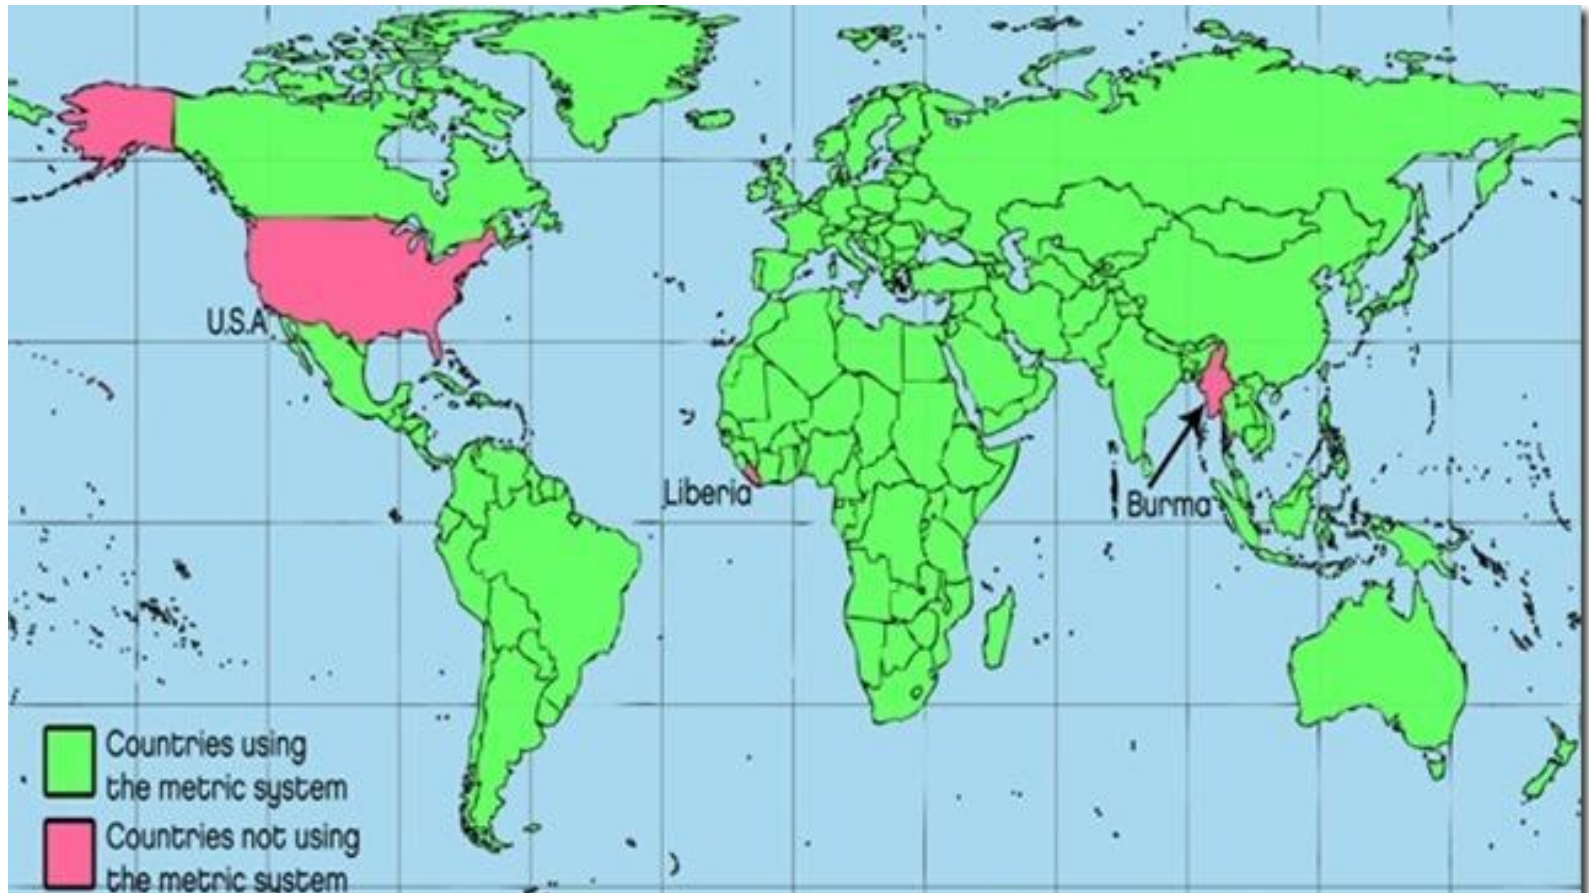 U.S.A
Liberia
Burma
Countries using
the metric system
Countries not using
the metric system